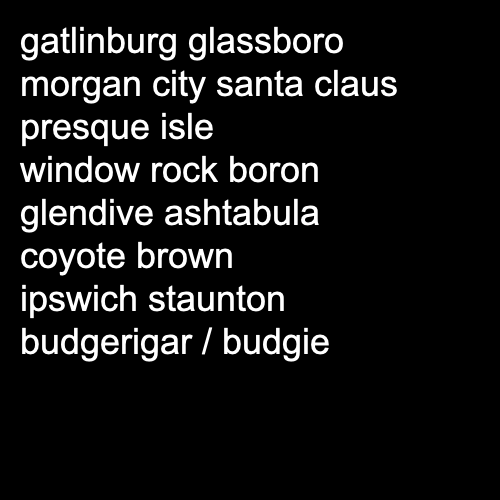 gatlinburg glassboro
morgan city santa claus
presque isle
window rock boron
glendive ashtabula
coyote brown
ipswich staunton
budgerigar / budgie